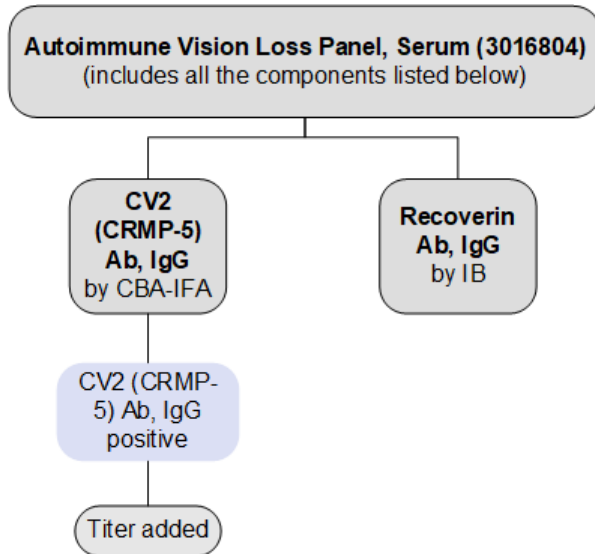 Autoimmune Vision Loss Panel, Serum (3016804)
(includes all the components listed below)
CV2
(CRMP-5)
Ab, IgG
by CBA-IFA
Recoverin
Ab, IgG
by IB
CV2 (CRMP-
5) Ab, IgG
positive
Titer added